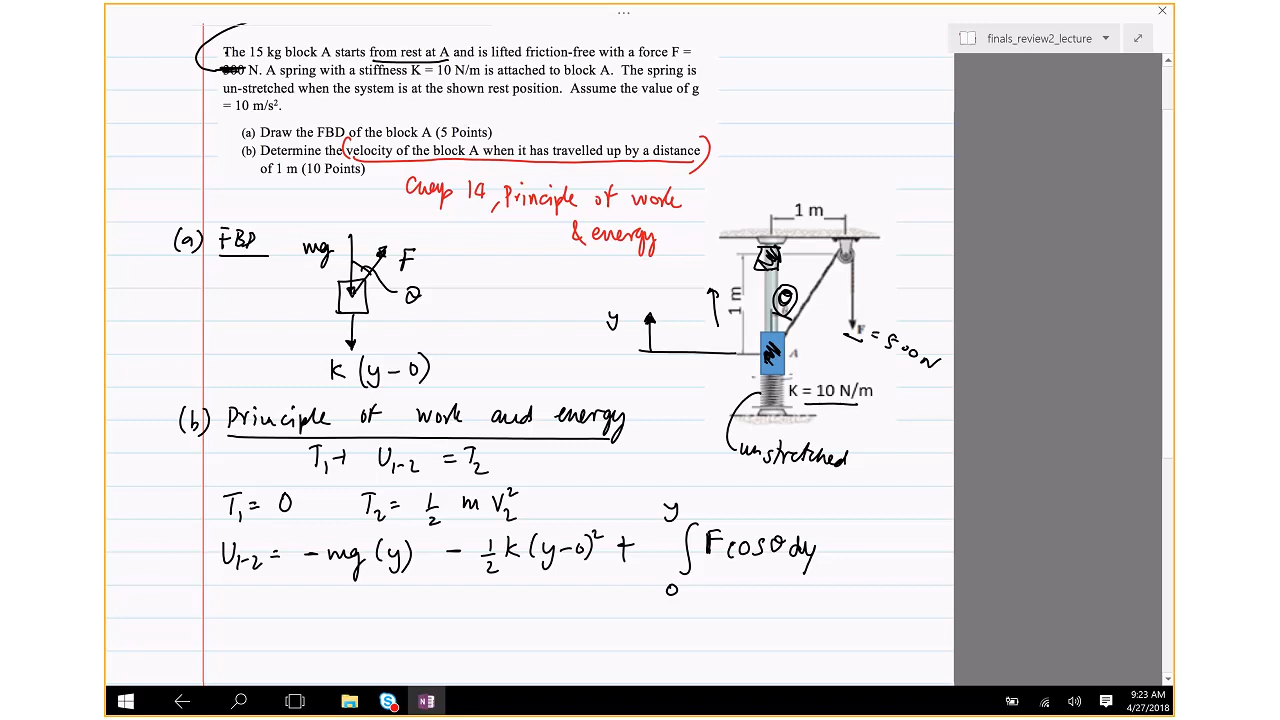 ...
finals_review2_lecture
The 15 kg block A starts from rest at A and is lifted friction-free with a force F =
N. A spring with a stiffness K = 10 N/m is attached to block A. The spring is
un-stretched when the system is at the shown rest position. Assume the value of g
= 10 m/s².
(a) Draw the FBD of the block A (5 Points)
(b) Determine the velocity of the block A when it has travelled up by a distance
of 1 m (10 Points)
Chap 14, Principle of work
& energy
(a) FBD
mg
F
θ
K (y-0)
1 m
1 m
θ
y
A
F = 500N
K = 10 N/m
unstretched
(b) Principle of work and energy
T₁+ U₁₋₂ = T₂
T₁= 0 T₂= 1/2 m V₂²
U₁₋₂ = -mg(y) - 1/2 K(y-0)² + ∫₀ʸ F cosθ dy
9:23 AM
4/27/2018